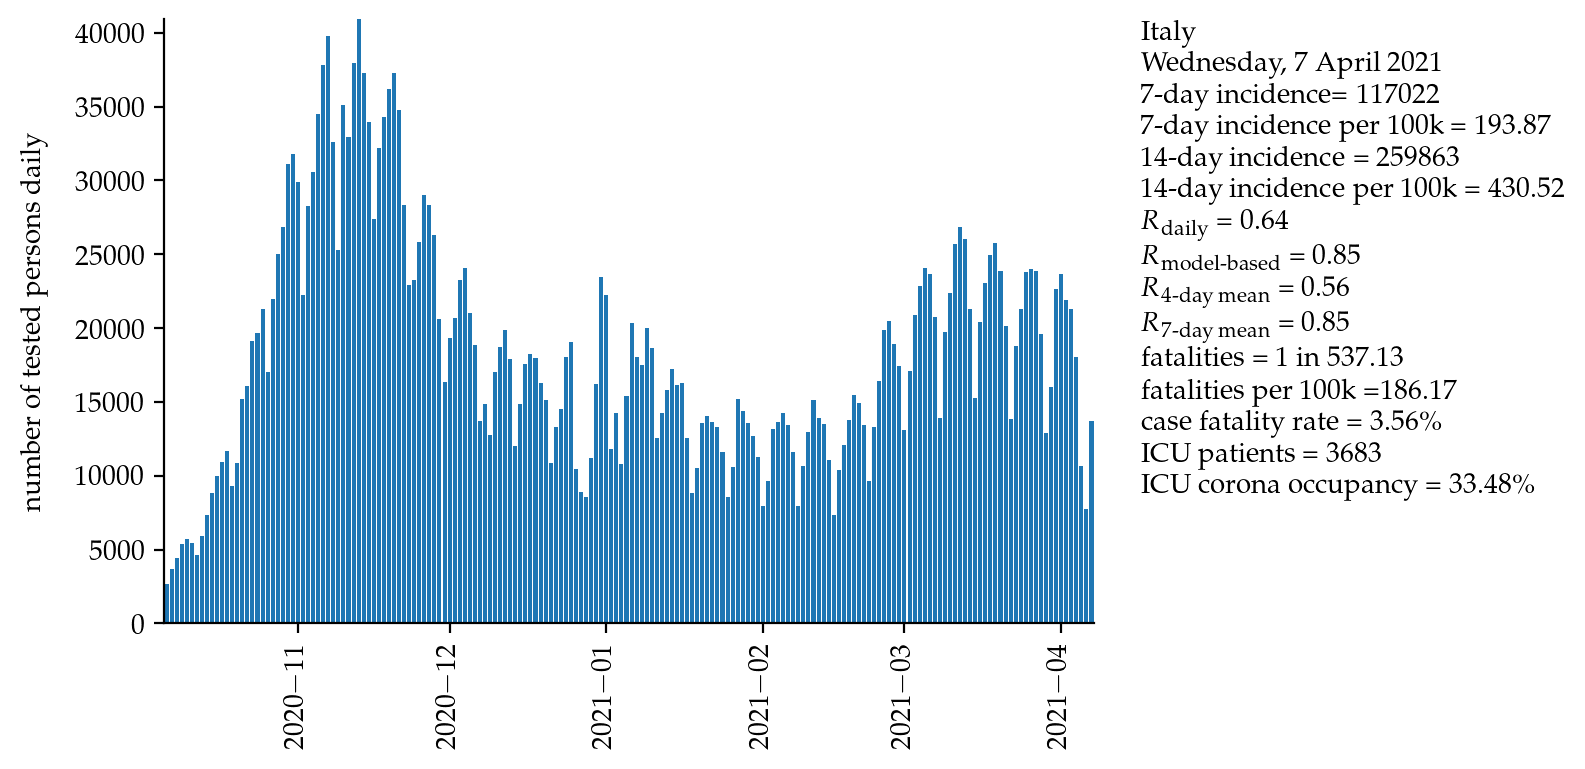 number of tested persons daily
40000
35000
30000
25000
20000
15000
10000
5000
0
2020−11
2020−12
2021−01
2021−02
2021−03
2021−04
Italy
Wednesday, 7 April 2021
7-day incidence= 117022
7-day incidence per 100k = 193.87
14-day incidence = 259863
14-day incidence per 100k = 430.52
Rdaily = 0.64
Rmodel-based = 0.85
R4-day mean = 0.56
R7-day mean = 0.85
fatalities = 1 in 537.13
fatalities per 100k =186.17
case fatality rate = 3.56%
ICU patients = 3683
ICU corona occupancy = 33.48%